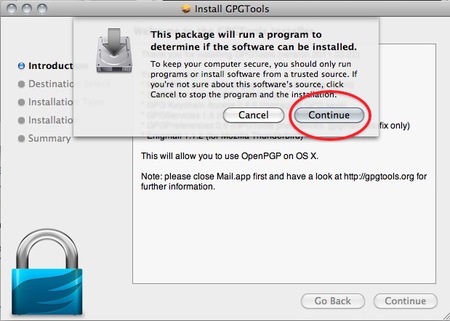 Install GPGTools
This package will run a program to
determine if the software can be installed.
To keep your computer secure, you should only run
programs or install software from a trusted source. If
you're not sure about this software's source, click
Cancel to stop the program and the installation.
Cancel
Continue
Introduc
Destination Select
Installation Type
Installation
Summary
fix only)
Enigmail 1.1.2 (for Mozilla Thunderbird)
This will allow you to use OpenPGP on OS X.
Note: please close Mail.app first and have a look at http://gpgtools.org for
further information.
Go Back
Continue